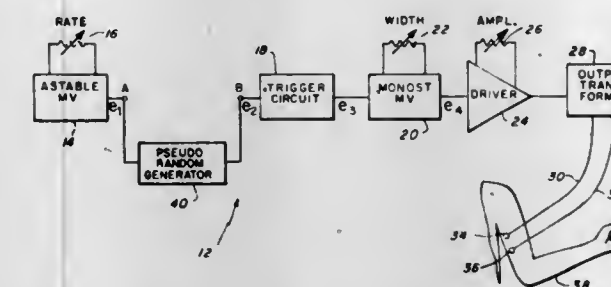 RATE
16
WIDTH
22
AMPL.
26
ASTABLE
MV
14
A
e1
B
e2
18
TRIGGER
CIRCUIT
e3
MONOST
MV
20
e4
DRIVER
24
28
OUTP
TRAN
FORM
PSEUDO
RANDOM
GENERATOR
40
12
30
34
36
38